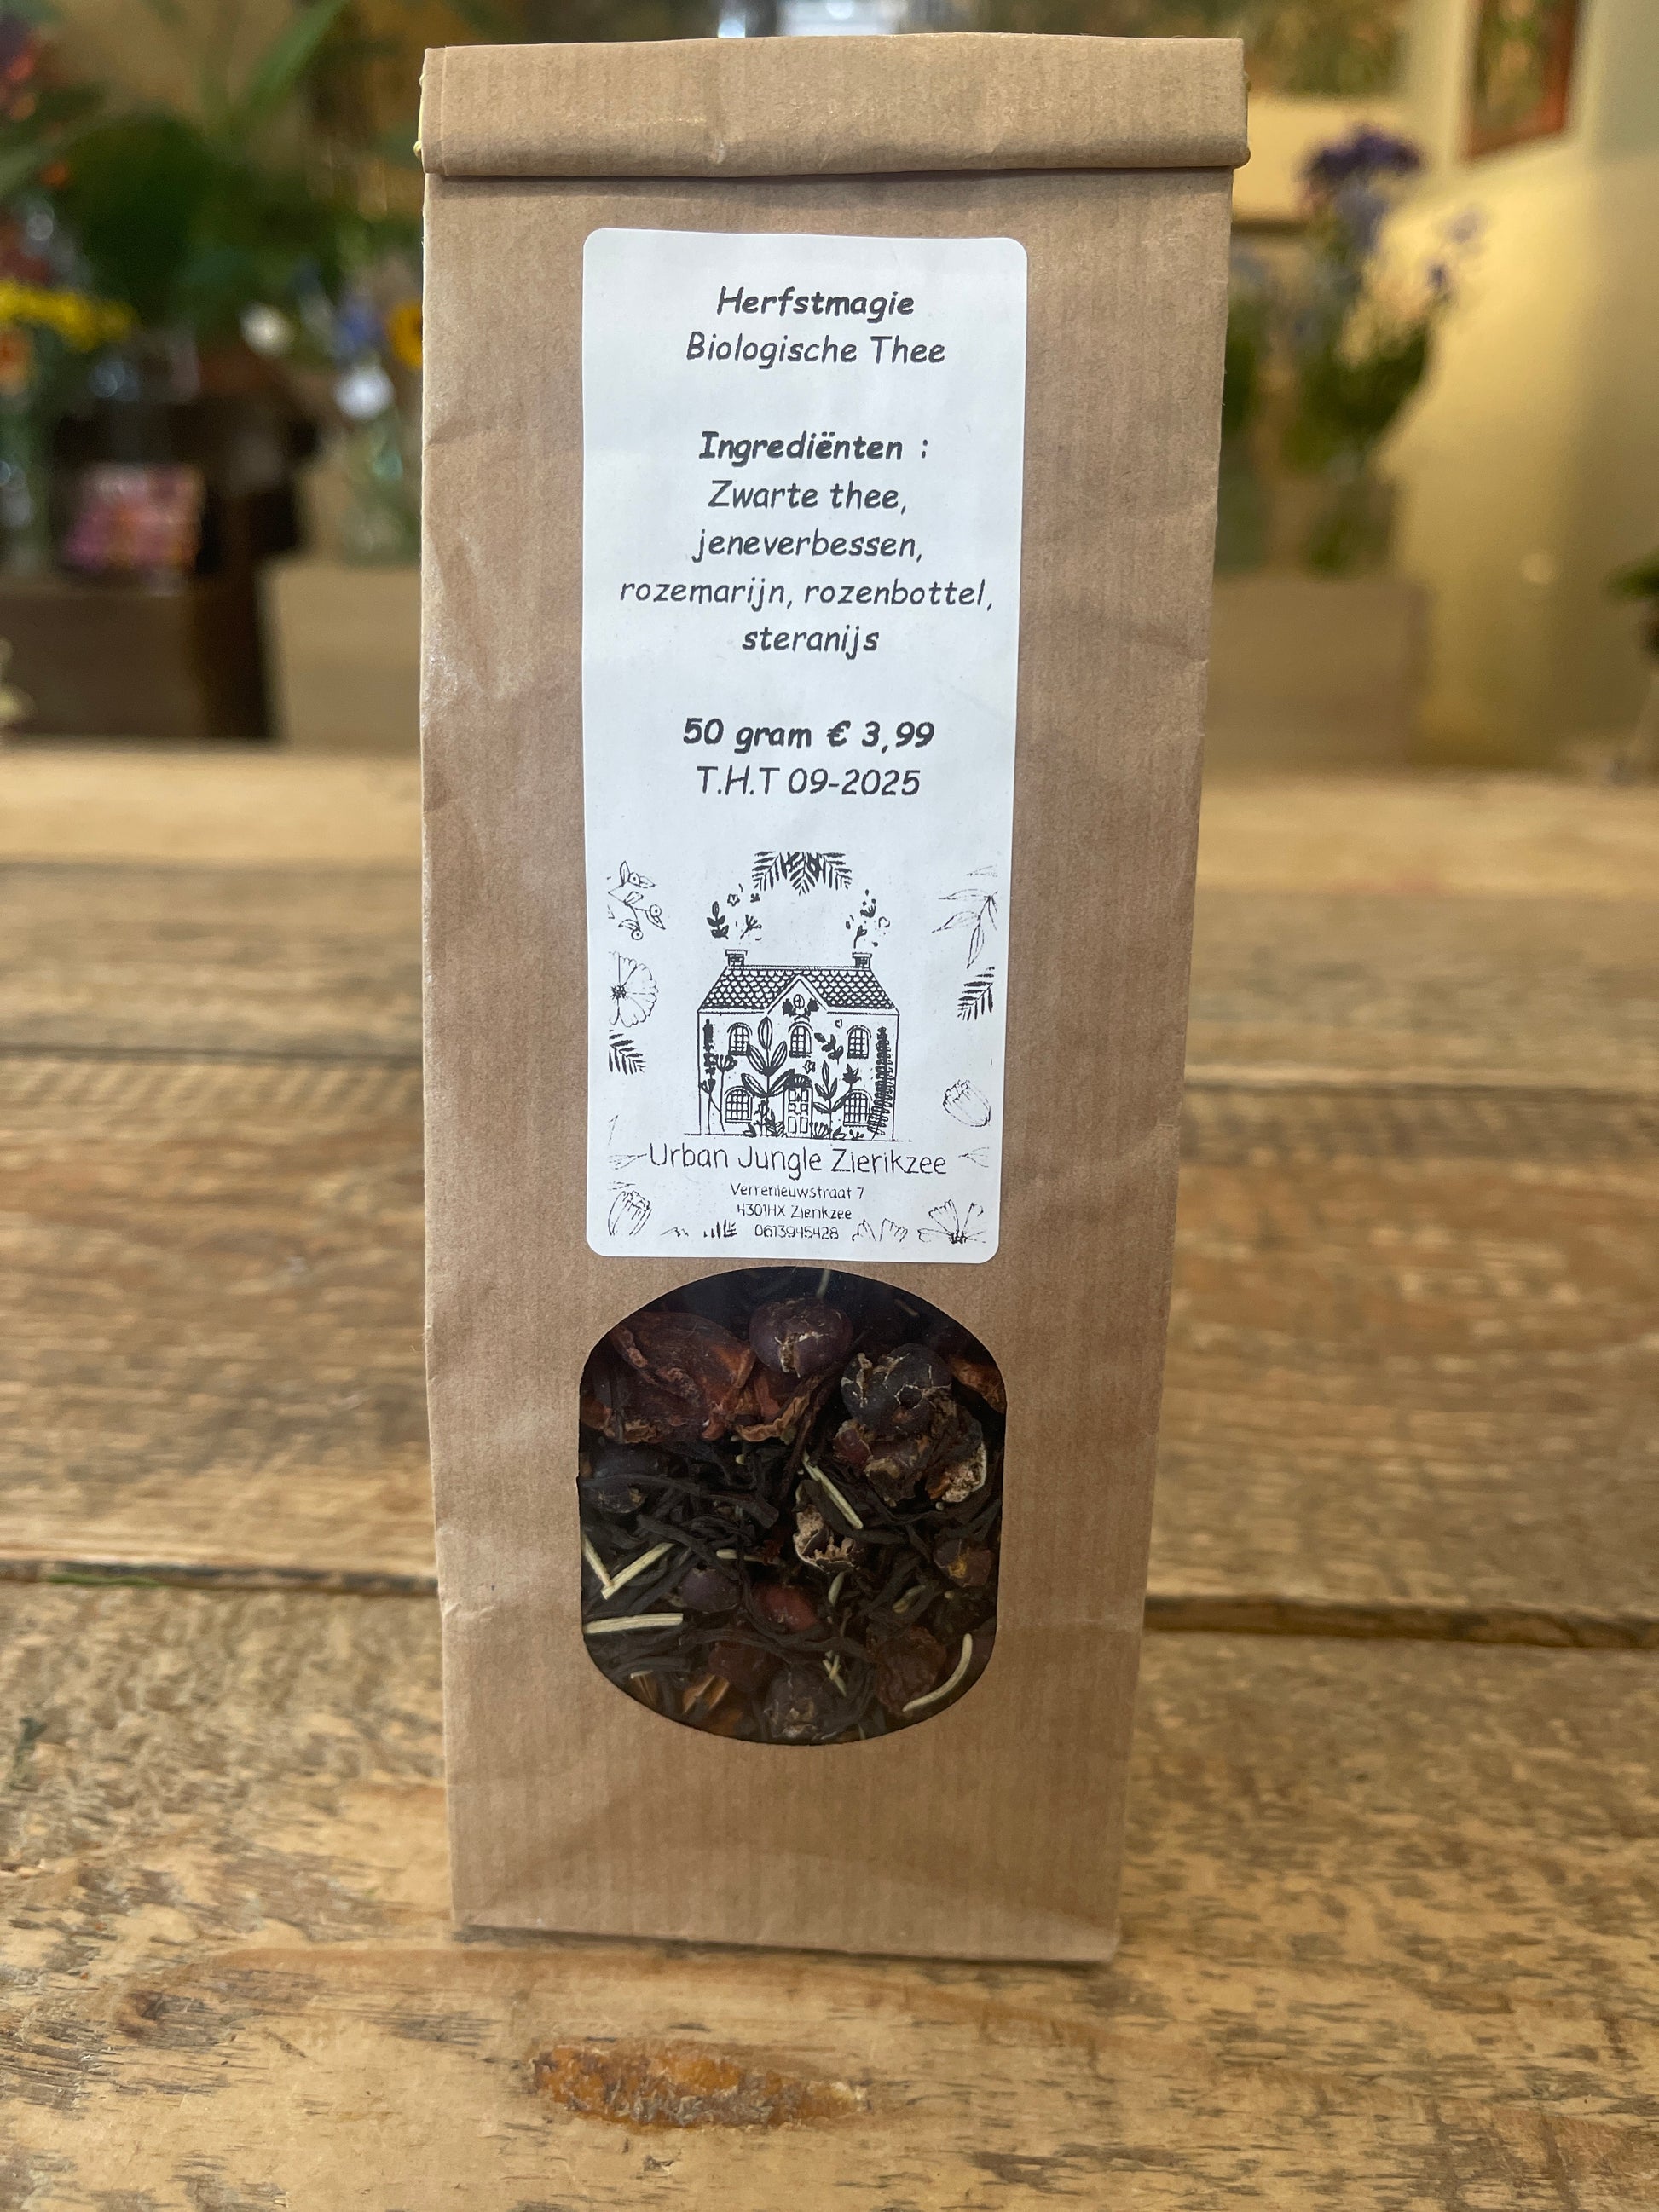 Herfstmagie
Biologische Thee
Ingrediënten :
Zwarte thee,
jeneverbessen,
rozemarijn, rozenbottel,
steranijs
50 gram € 3,99
T.H.T 09-2025
Urban Jungle Zierikzee
Verrenieuwstraat 7
4301HX Zierikzee
0613945428